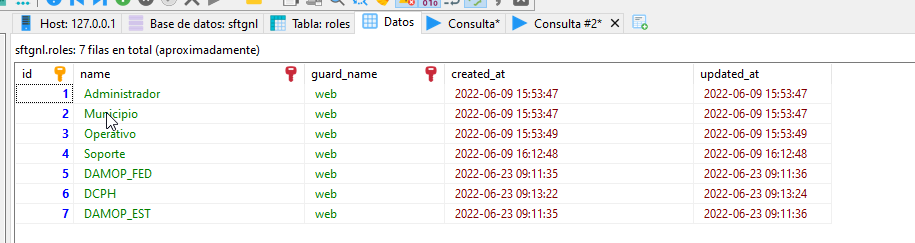 Host: 127.0.0.1 Base de datos: sftgnl Tabla: roles Datos Consulta* Consulta #2*
sftgnl.roles: 7 filas en total (aproximadamente)
id name guard_name created_at updated_at
1 Administrador web 2022-06-09 15:53:47 2022-06-09 15:53:47
2 Municipio web 2022-06-09 15:53:47 2022-06-09 15:53:47
3 Operativo web 2022-06-09 15:53:49 2022-06-09 15:53:49
4 Soporte web 2022-06-09 16:12:48 2022-06-09 16:12:48
5 DAMOP_FED web 2022-06-23 09:11:35 2022-06-23 09:11:36
6 DCPH web 2022-06-23 09:13:22 2022-06-23 09:13:24
7 DAMOP_EST web 2022-06-23 09:11:35 2022-06-23 09:11:36